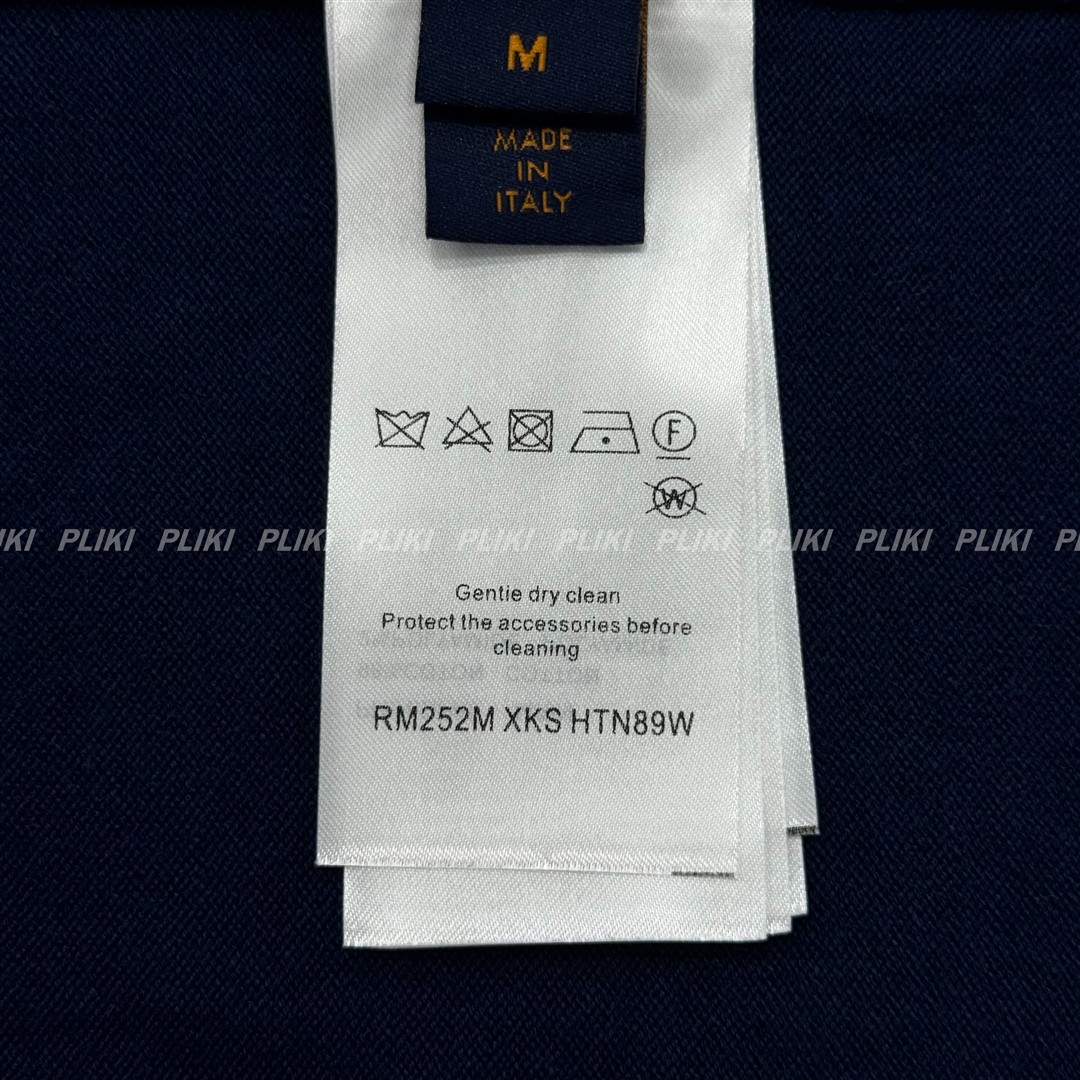 M
MADE
IN
ITALY
F
W
IKI PLIKI PLIKI PLIKI PLIKI PLIKI PLIKI PLIKI PLIKI PLIKI PLIKI P
Gentie dry clean
Protect the accessories before
cleaning
RM252M XKS HTN89W